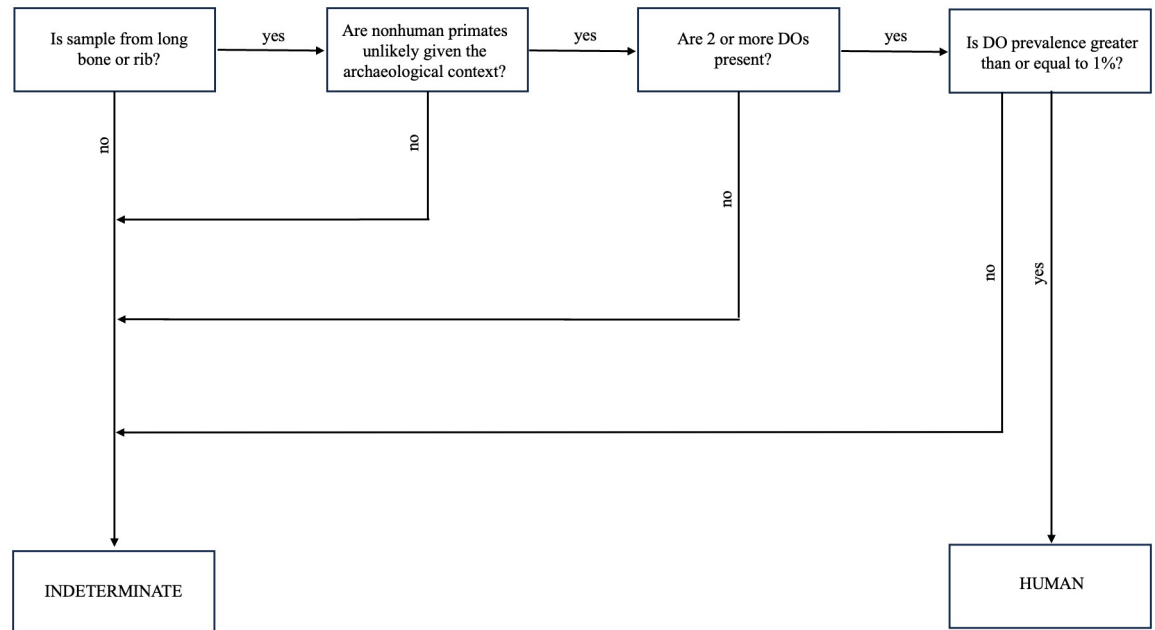 Is sample from long
bone or rib?
yes
Are nonhuman primates
unlikely given the
archaeological context?
yes
Are 2 or more DOs
present?
yes
Is DO prevalence greater
than or equal to 1%?
no
no
no
no
yes
INDETERMINATE
HUMAN